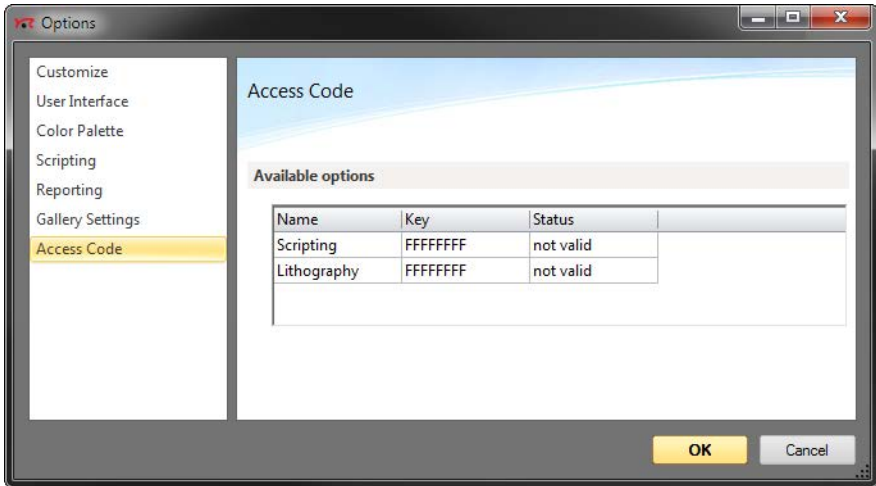 Options
Customize
User Interface
Color Palette
Scripting
Reporting
Gallery Settings
Access Code
Access Code
Available options
Name Key Status
Scripting FFFFFFFF not valid
Lithography FFFFFFFF not valid
OK Cancel